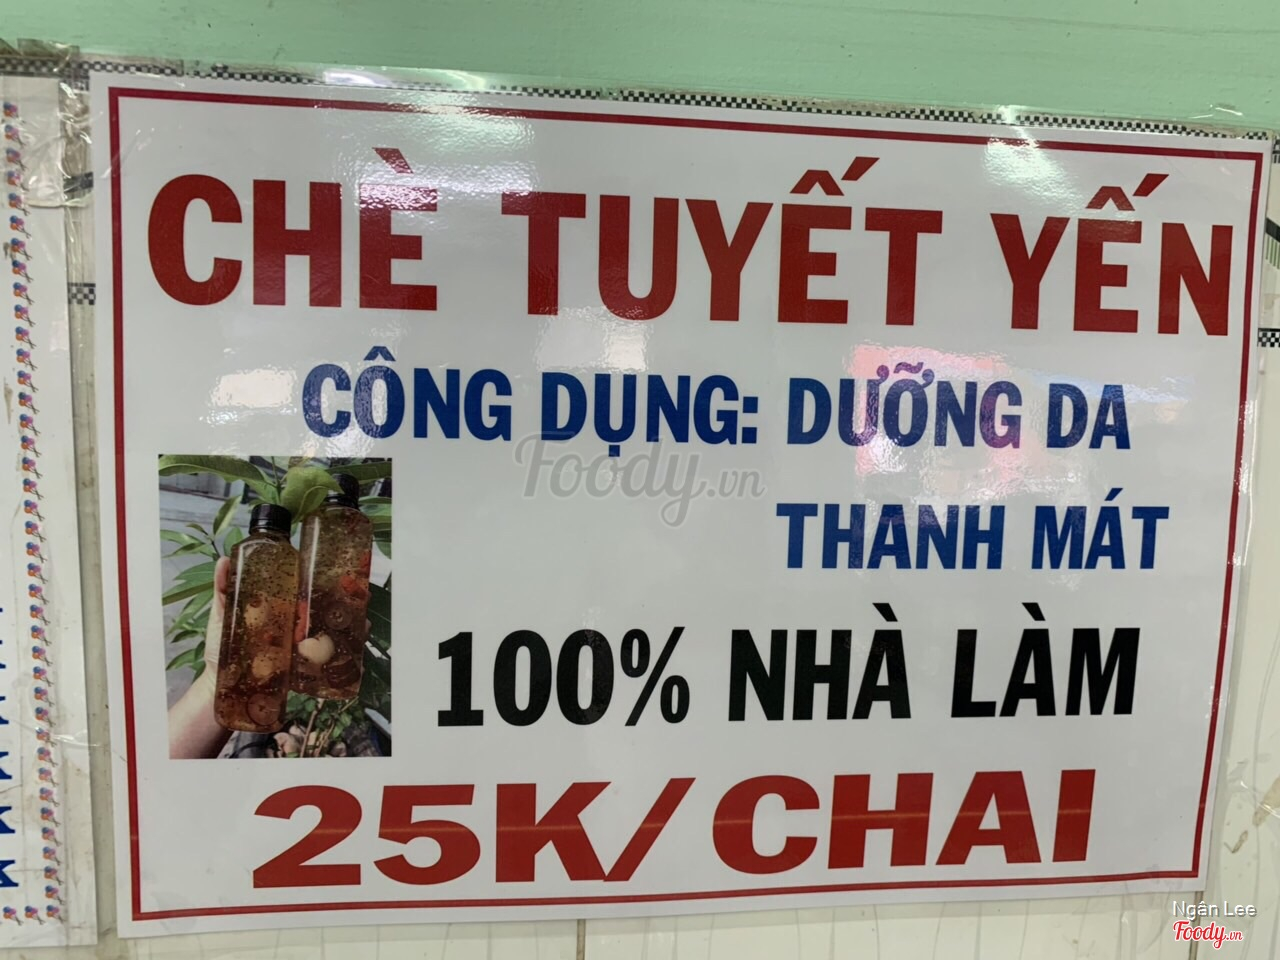 CHÈ TUYẾT YẾN
CÔNG DỤNG: DƯỠNG DA
THANH MÁT
100% NHÀ LÀM
25K/CHAI
Foody.vn
Ngân Lee
Foody.vn